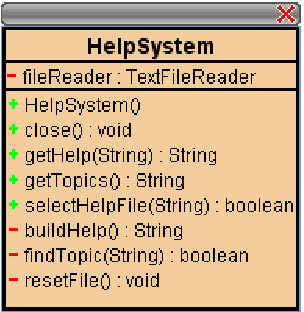 HelpSystem
- fileReader : TextFileReader
+ HelpSystem()
+ close() : void
+ getHelp(String) : String
+ getTopics() : String
+ selectHelpFile(String) : boolean
- buildHelp() : String
- findTopic(String) : boolean
- resetFile() : void